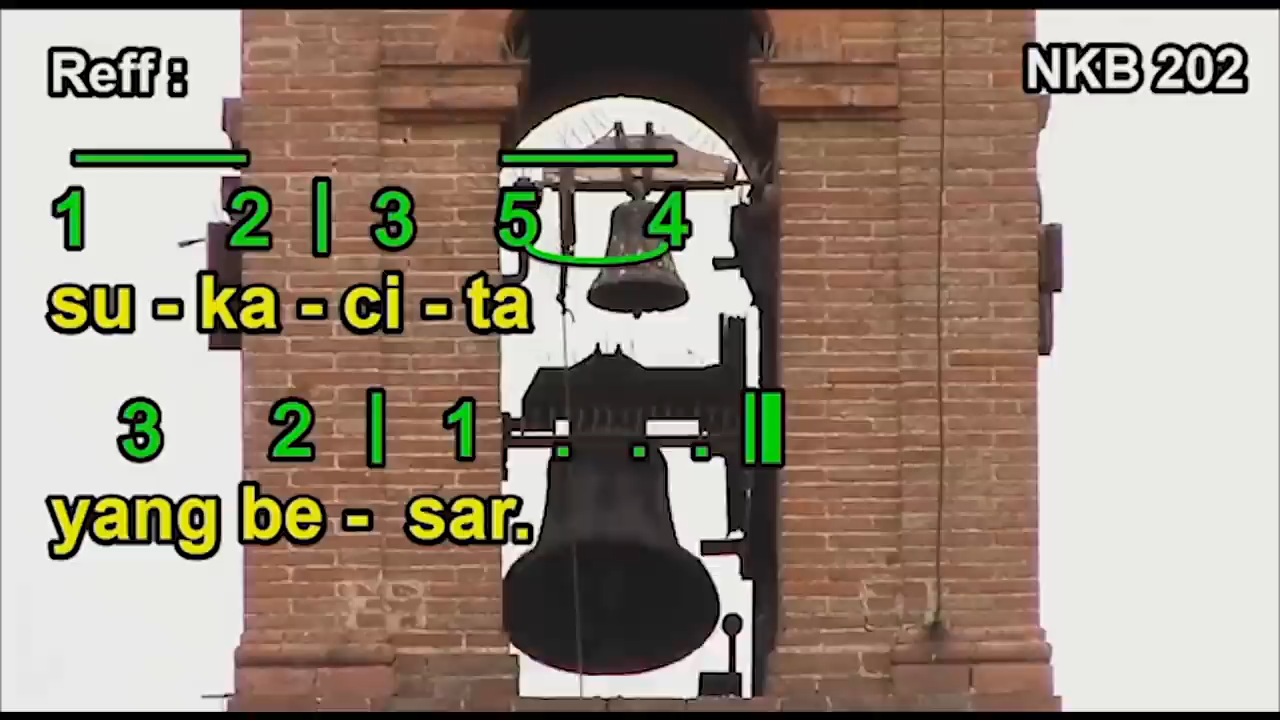 Reff : NKB 202
1 2 | 3 5 4
su - ka - ci - ta
3 2 | 1 . . . ||
yang be - sar.